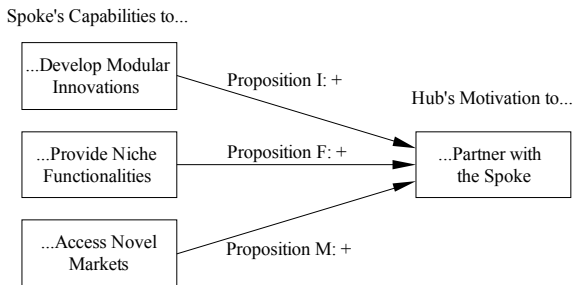 Spoke's Capabilities to...
...Develop Modular
Innovations
Proposition I: +
Hub's Motivation to...
...Provide Niche
Functionalities
Proposition F: +
...Partner with
the Spoke
...Access Novel
Markets
Proposition M: +